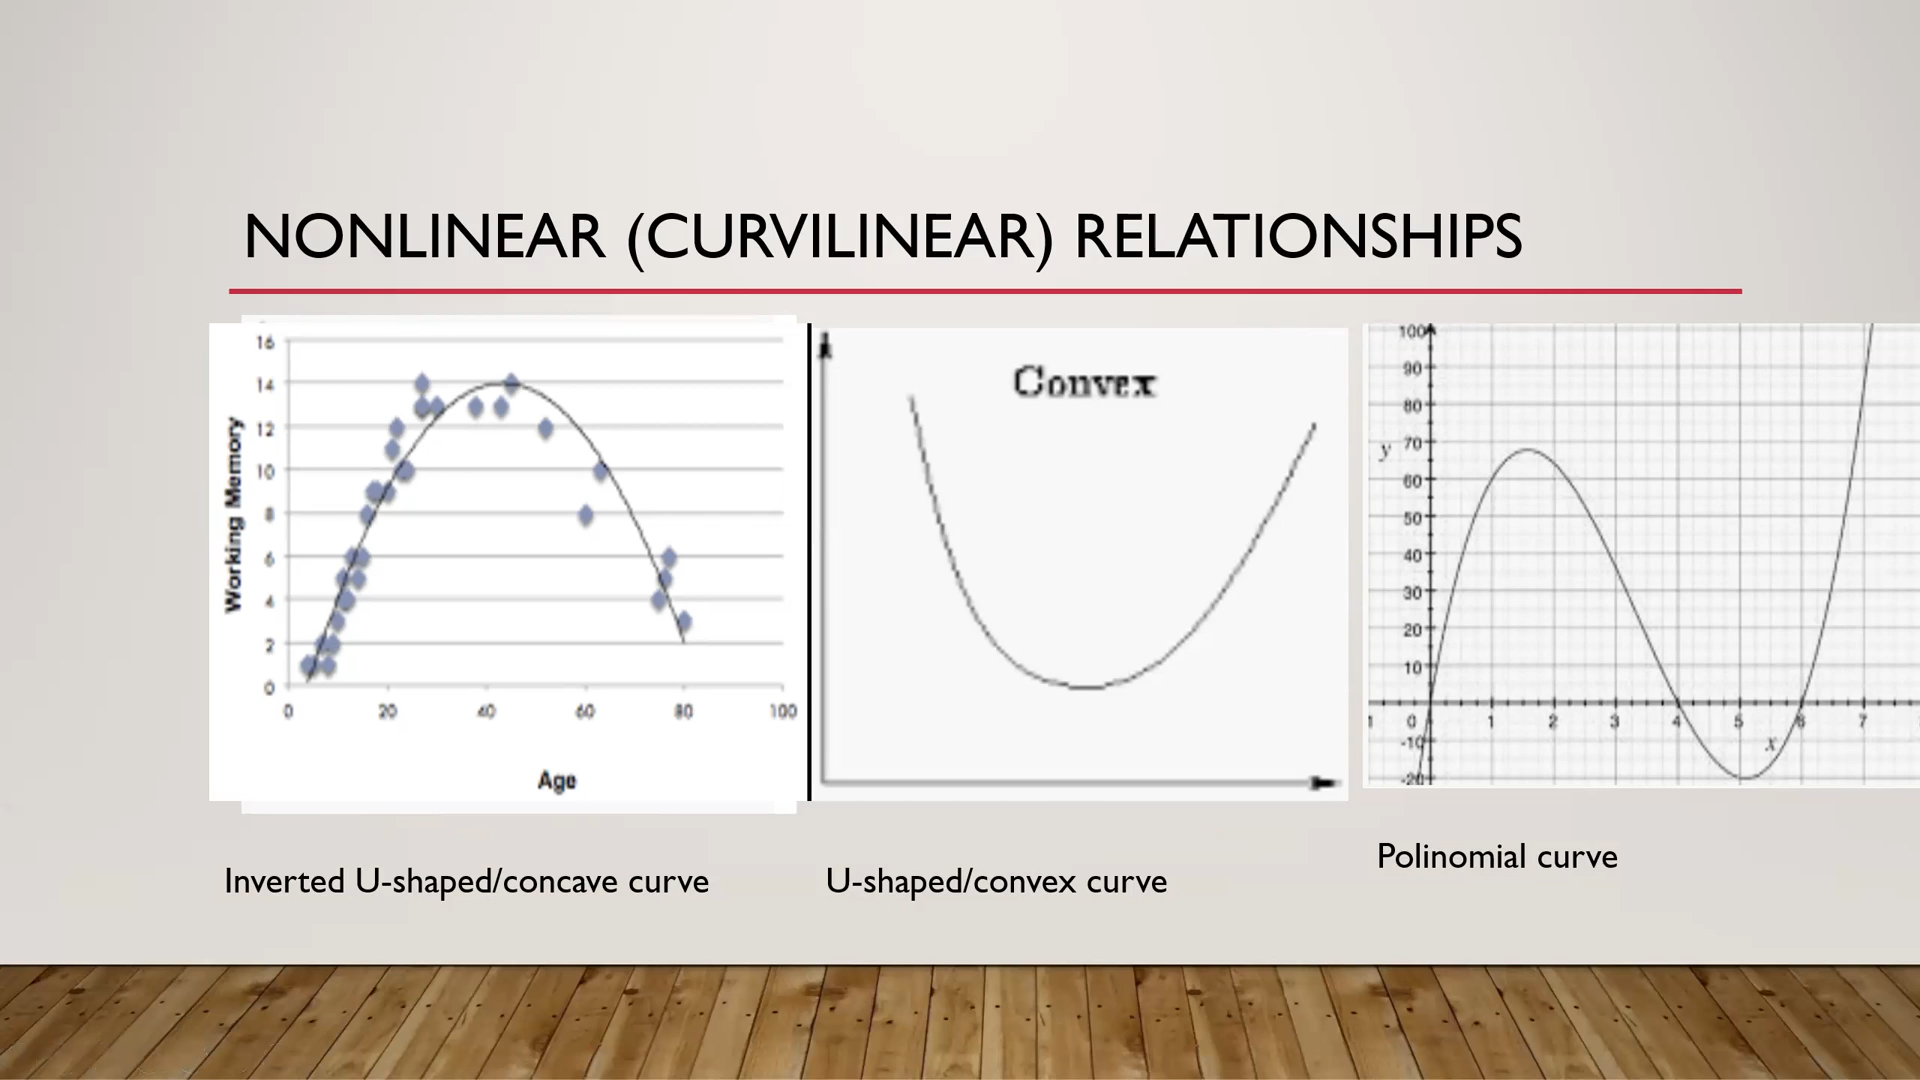 NONLINEAR (CURVILINEAR) RELATIONSHIPS
16
14
12
10
8
6
4
2
0
Working Memory
0 20 40 60 80 100
Age
Convex
100
90
80
70
60
50
40
30
20
10
-10
-20
y
1 0 1 2 3 4 5 6 7
x
Inverted U-shaped/concave curve
U-shaped/convex curve
Polinomial curve